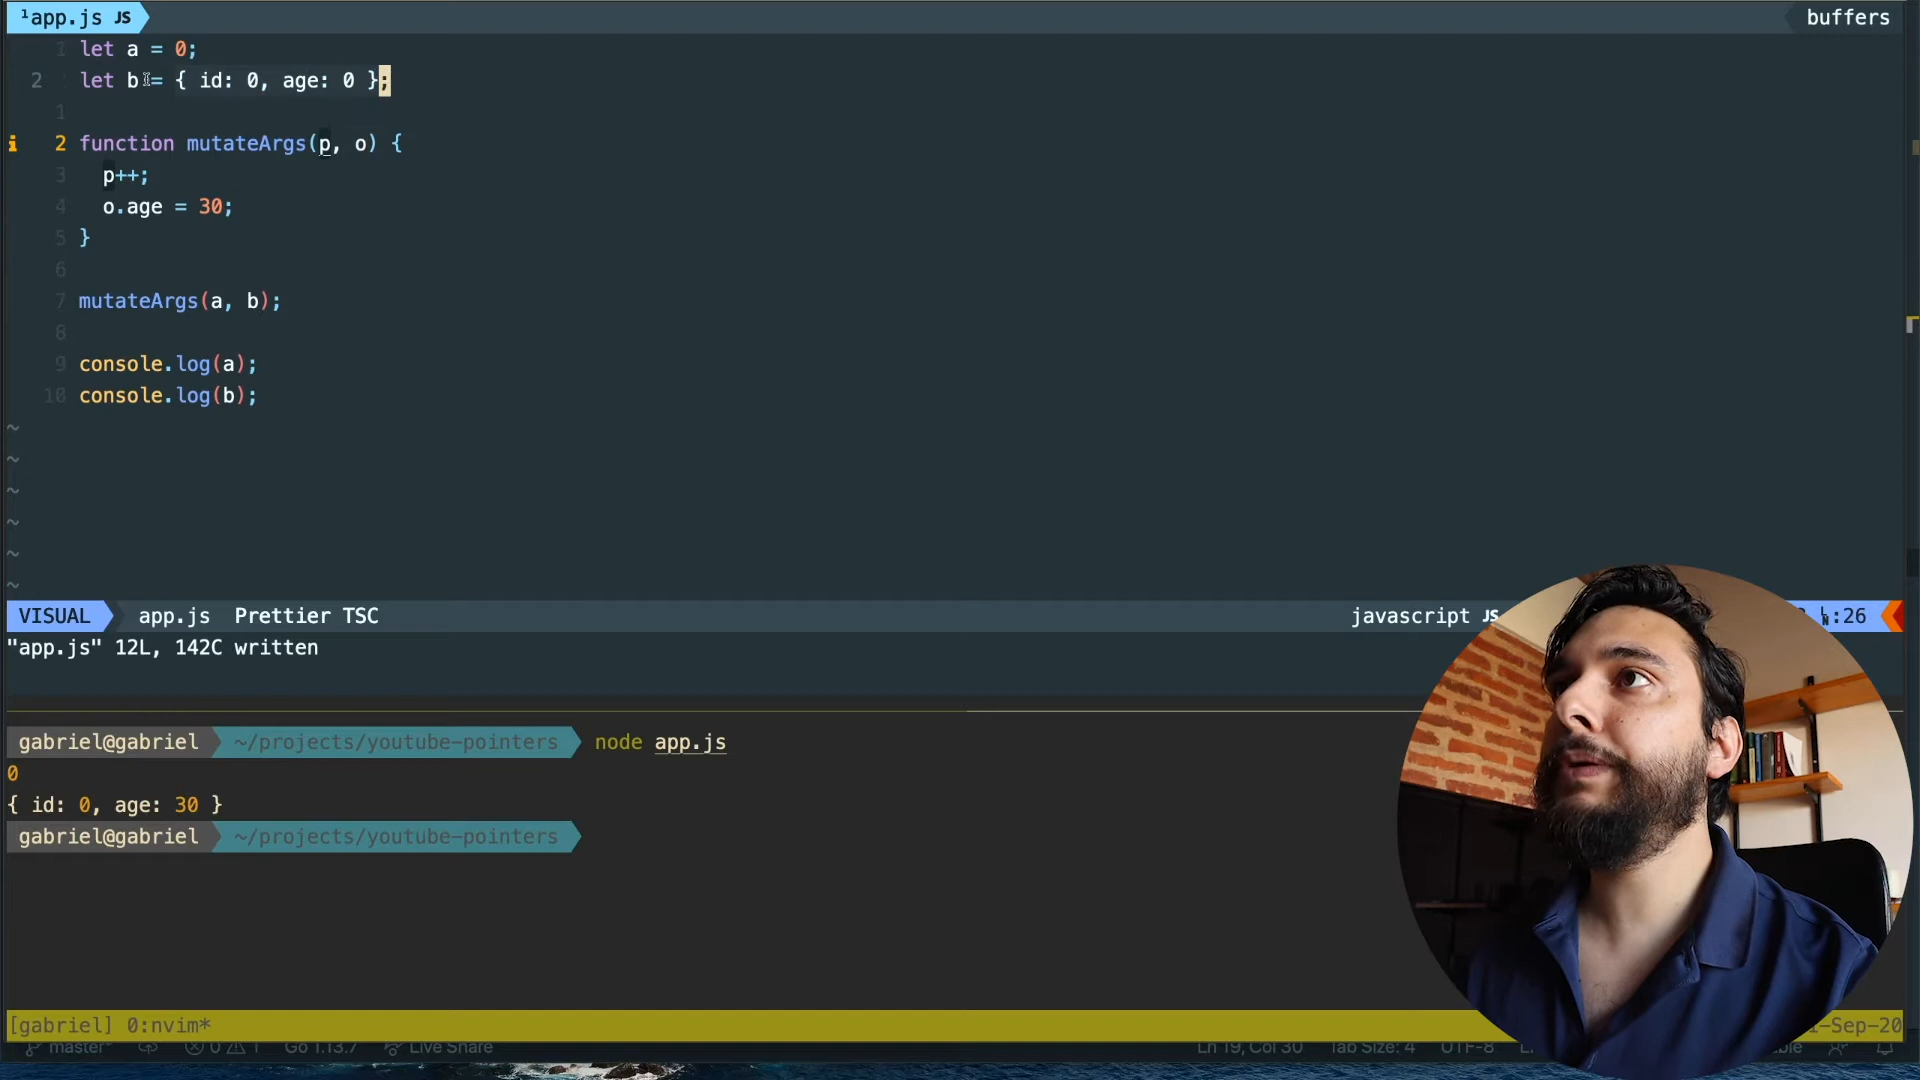 ¹app.js JS
buffers
1 let a = 0;
2 let b = { id: 0, age: 0 };
1
2 function mutateArgs(p, o) {
3 p++;
4 o.age = 30;
5 }
6
7 mutateArgs(a, b);
8
9 console.log(a);
10 console.log(b);
~
~
~
~
~
~
VISUAL app.js Prettier TSC
javascript JS
:26
"app.js" 12L, 142C written
gabriel@gabriel ~/projects/youtube-pointers node app.js
0
{ id: 0, age: 30 }
gabriel@gabriel ~/projects/youtube-pointers
[gabriel] 0:nvim*
-Sep-20
master* 0 1 Go 1.13.7 Live Share
Ln 19, Col 30 Tab Size: 4 UTF-8